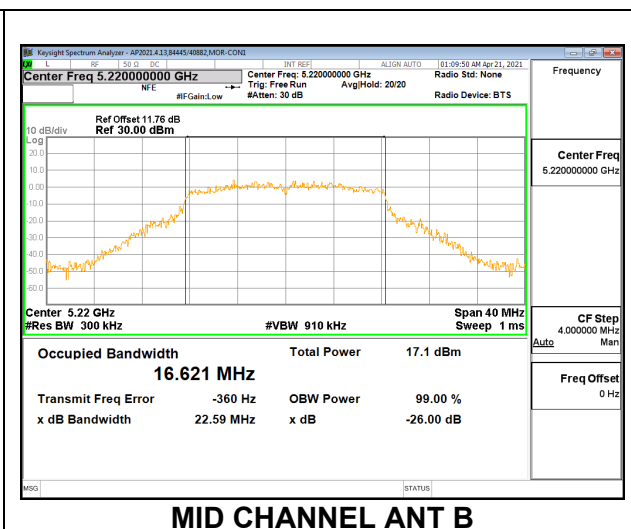 Keysight Spectrum Analyzer - AP2021.4.13,84445/40882,MOR-CON1
L RF 50 Ω DC INT REF ALIGN AUTO 01:09:50 AM Apr 21, 2021
Center Freq 5.220000000 GHz
NFE
#IFGain:Low
Center Freq: 5.220000000 GHz
Trig: Free Run Avg|Hold: 20/20
#Atten: 30 dB
Radio Std: None
Radio Device: BTS
Frequency
Ref Offset 11.76 dB
10 dB/div Ref 30.00 dBm
Log
20.0
10.0
0.00
-10.0
-20.0
-30.0
-40.0
-50.0
-60.0
Center Freq
5.220000000 GHz
Center 5.22 GHz Span 40 MHz
#Res BW 300 kHz #VBW 910 kHz Sweep 1 ms
CF Step
4.000000 MHz
Auto Man
Occupied Bandwidth Total Power 17.1 dBm
16.621 MHz
Transmit Freq Error -360 Hz OBW Power 99.00 %
x dB Bandwidth 22.59 MHz x dB -26.00 dB
Freq Offset
0 Hz
MSG STATUS
MID CHANNEL ANT B